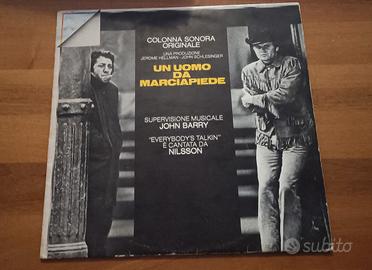 COLONNA SONORA
ORIGINALE
UNA PRODUZIONE
JEROME HELLMAN - JOHN SCHLESINGER
UN UOMO
DA
MARCIAPIEDE
SUPERVISIONE MUSICALE
JOHN BARRY
"EVERYBODY'S TALKIN'"
È CANTATA DA
NILSSON
subito